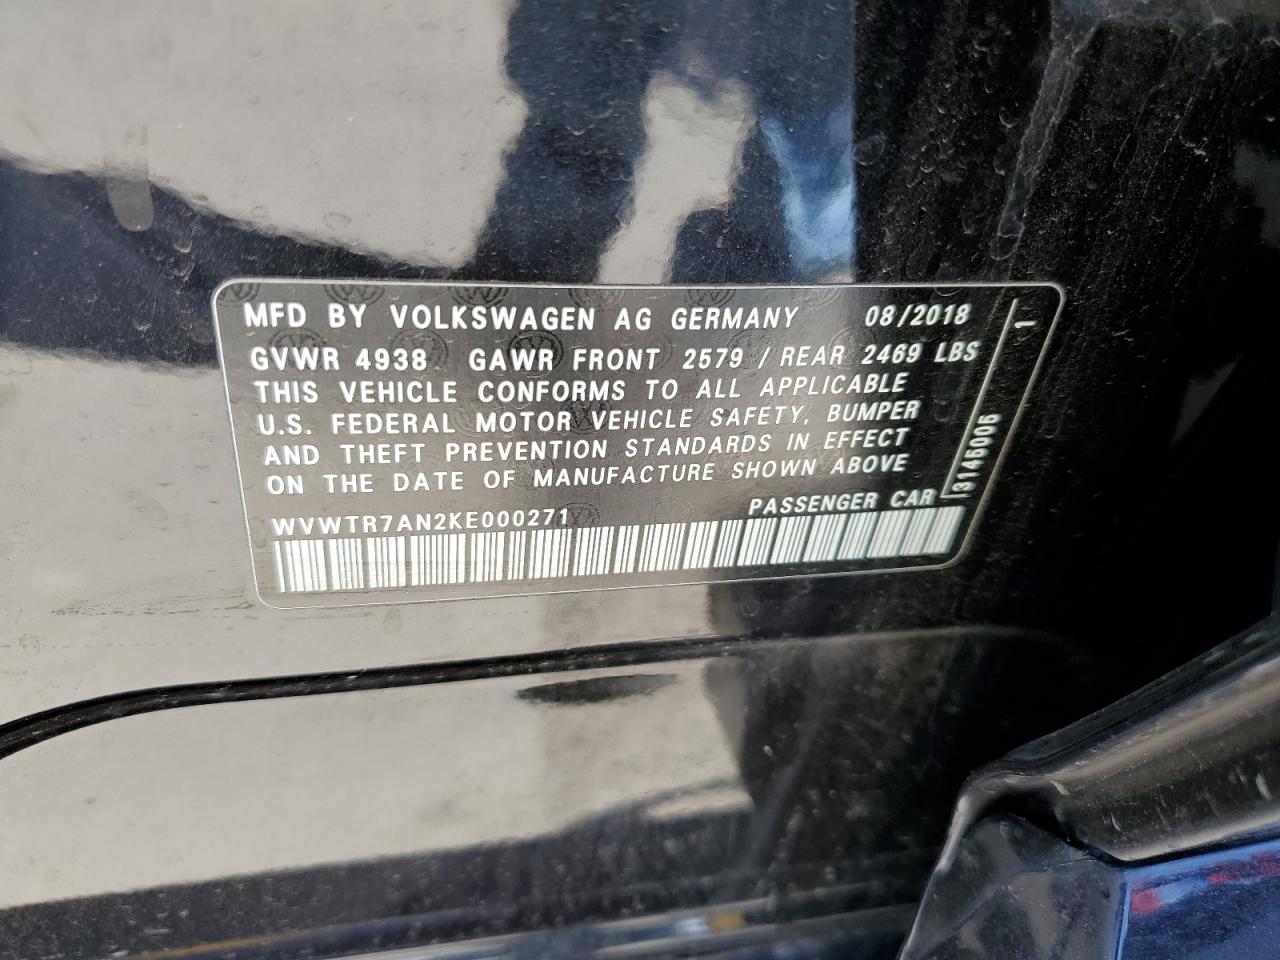 MFD BY VOLKSWAGEN AG GERMANY 08/2018
GVWR 4938 GAWR FRONT 2579 / REAR 2469 LBS
THIS VEHICLE CONFORMS TO ALL APPLICABLE
U.S. FEDERAL MOTOR VEHICLE SAFETY, BUMPER
AND THEFT PREVENTION STANDARDS IN EFFECT
ON THE DATE OF MANUFACTURE SHOWN ABOVE
WVWTR7AN2KE000271 PASSENGER CAR
3145006 1